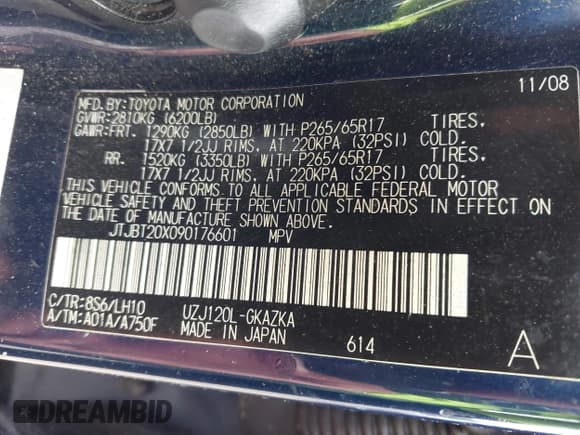 11/08
MFD.BY:TOYOTA MOTOR CORPORATION
GVWR:2810KG (6200LB)
GAWR:FRT. 1290KG (2850LB) WITH P265/65R17 TIRES.
17X7 1/2JJ RIMS. AT 220KPA (32PSI) COLD.
RR. 1520KG (3350LB) WITH P265/65R17 TIRES.
17X7 1/2JJ RIMS. AT 220KPA (32PSI) COLD.
THIS VEHICLE CONFORMS TO ALL APPLICABLE FEDERAL MOTOR
VEHICLE SAFETY AND THEFT PREVENTION STANDARDS IN EFFECT ON
THE DATE OF MANUFACTURE SHOWN ABOVE.
JTJBT20X090176601 MPV
C/TR:8S6/LH10 UZJ120L-GKAZKA
A/TM:A01A/A750F MADE IN JAPAN
614 A
DREAMBID